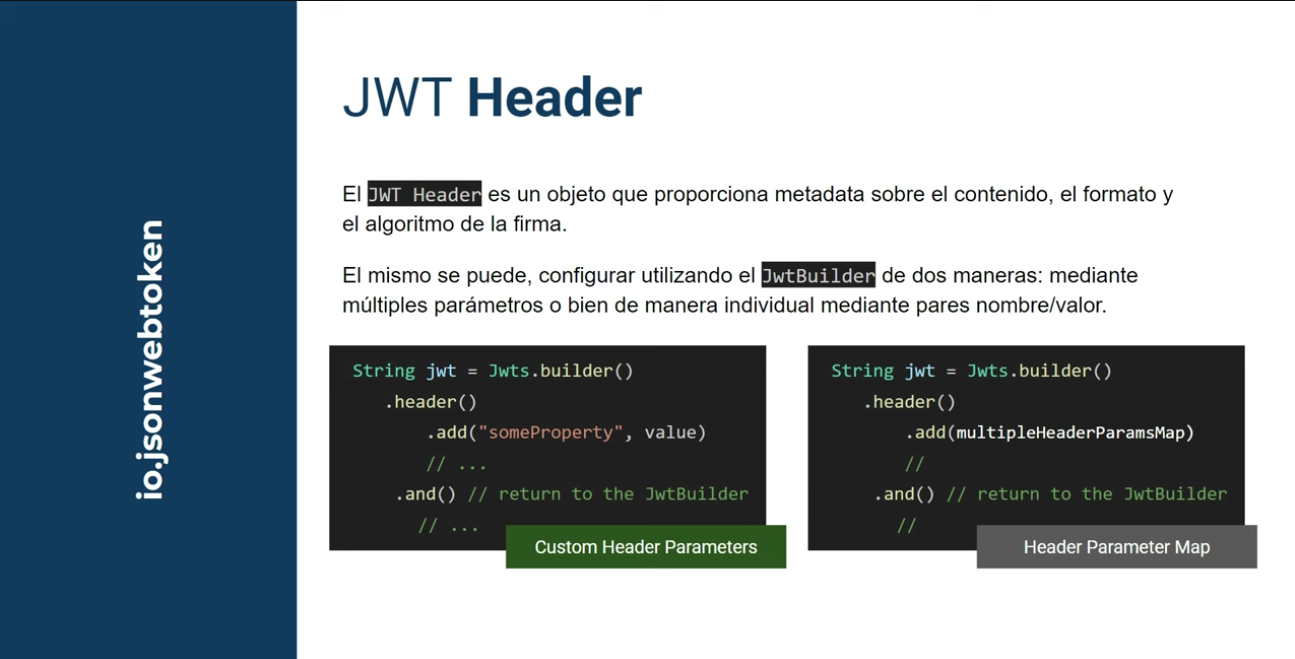 io.jsonwebtoken
JWT Header
El JWT Header es un objeto que proporciona metadata sobre el contenido, el formato y
el algoritmo de la firma.
El mismo se puede, configurar utilizando el JwtBuilder de dos maneras: mediante
múltiples parámetros o bien de manera individual mediante pares nombre/valor.
String jwt = Jwts.builder()
.header()
.add("someProperty", value)
// ...
.and() // return to the JwtBuilder
// ...
Custom Header Parameters
String jwt = Jwts.builder()
.header()
.add(multipleHeaderParamsMap)
//
.and() // return to the JwtBuilder
//
Header Parameter Map